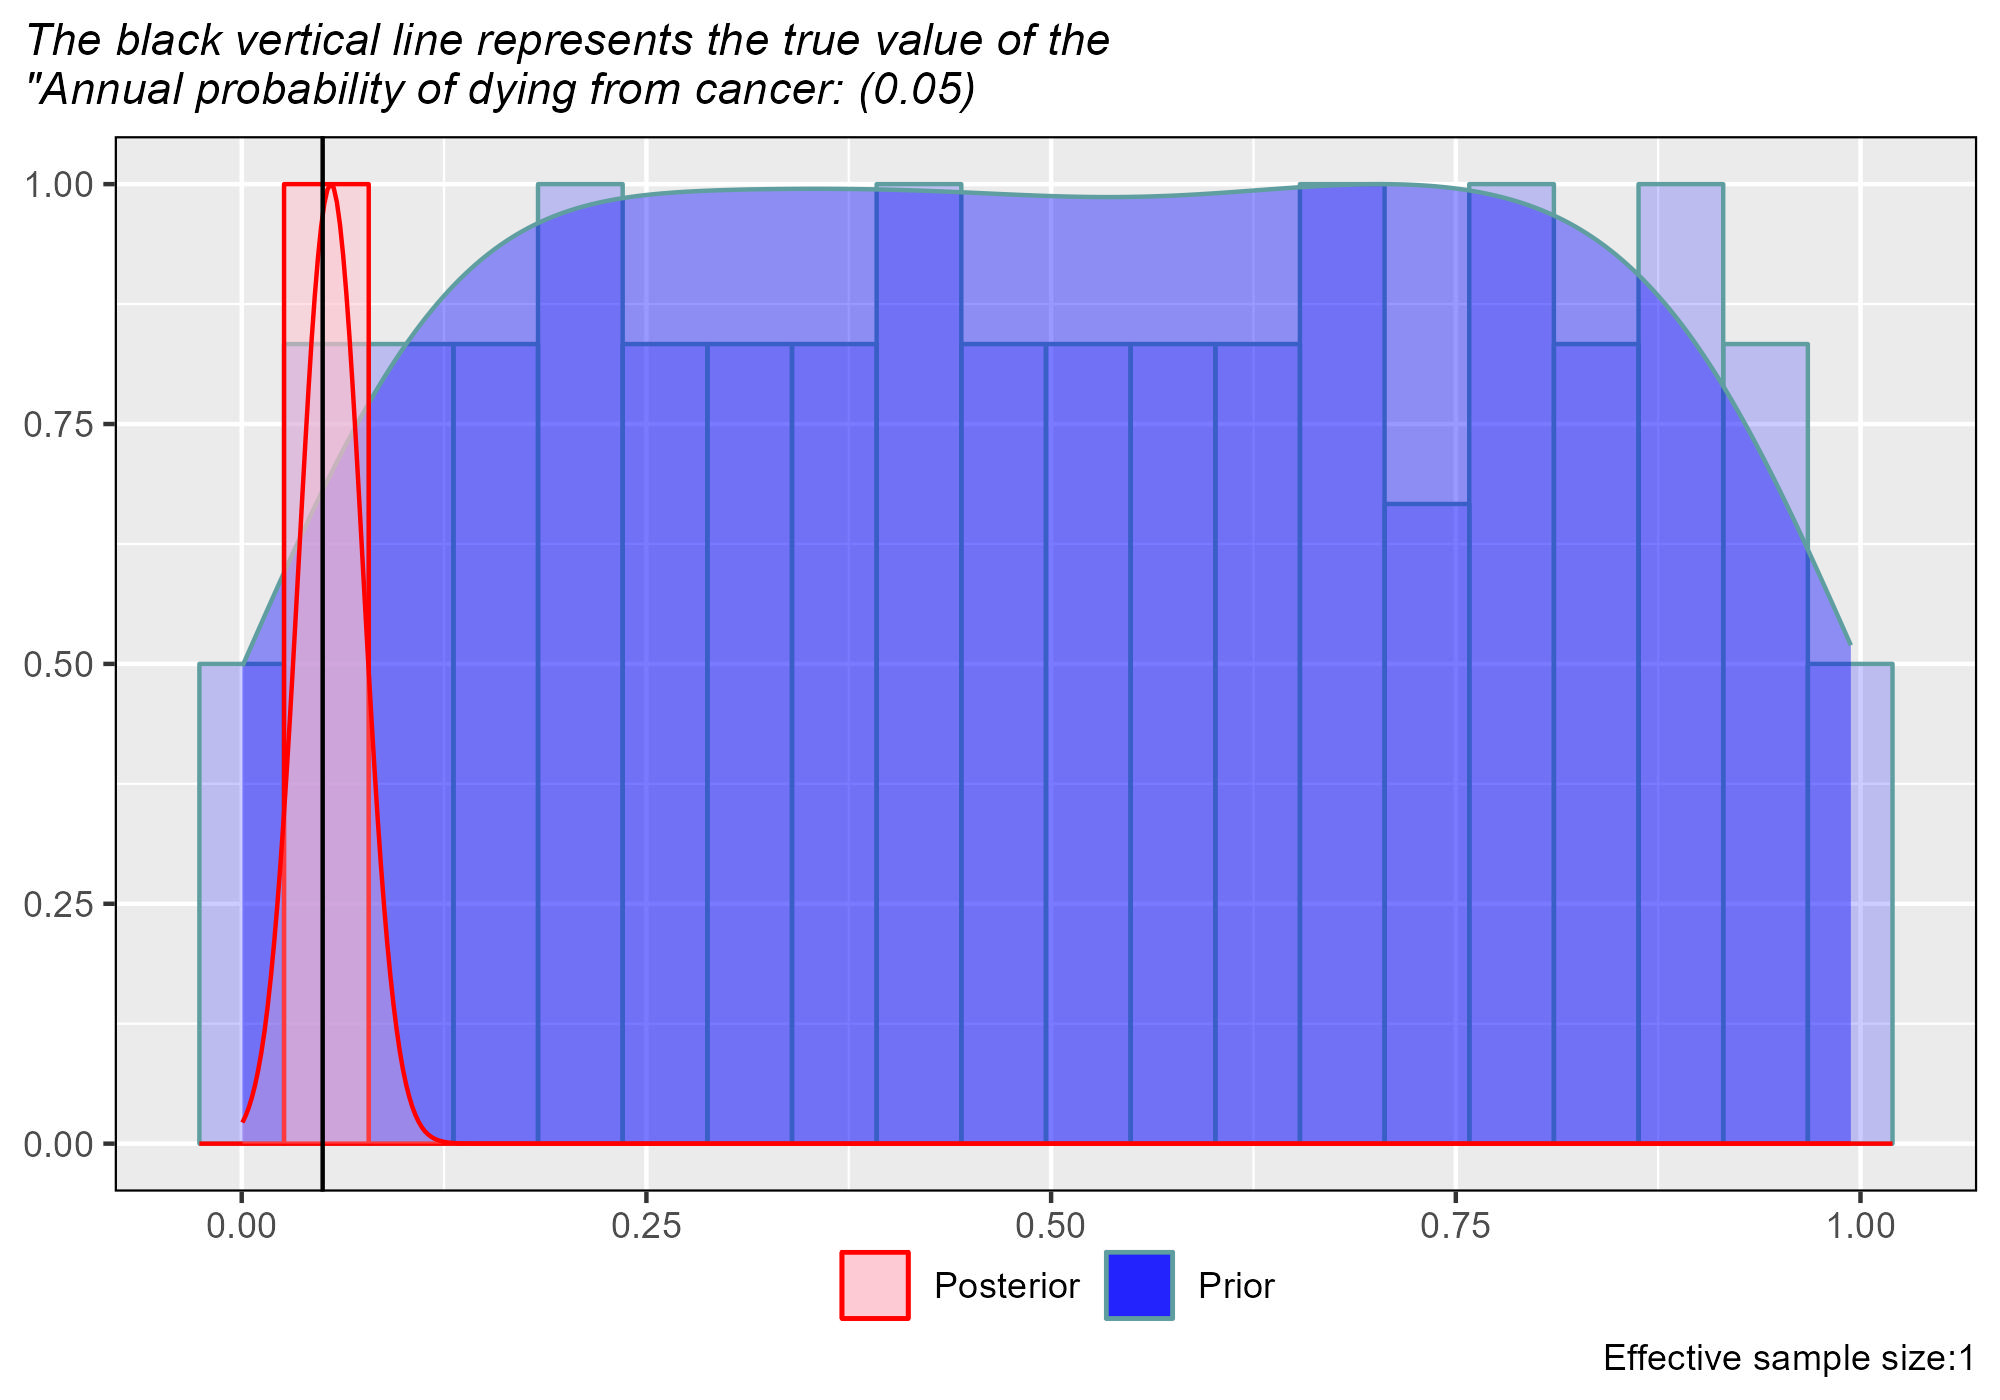 The black vertical line represents the true value of the
"Annual probability of dying from cancer: (0.05)
1.00
0.75
0.50
0.25
0.00
0.00 0.25 0.50 0.75 1.00
Posterior Prior
Effective sample size:1